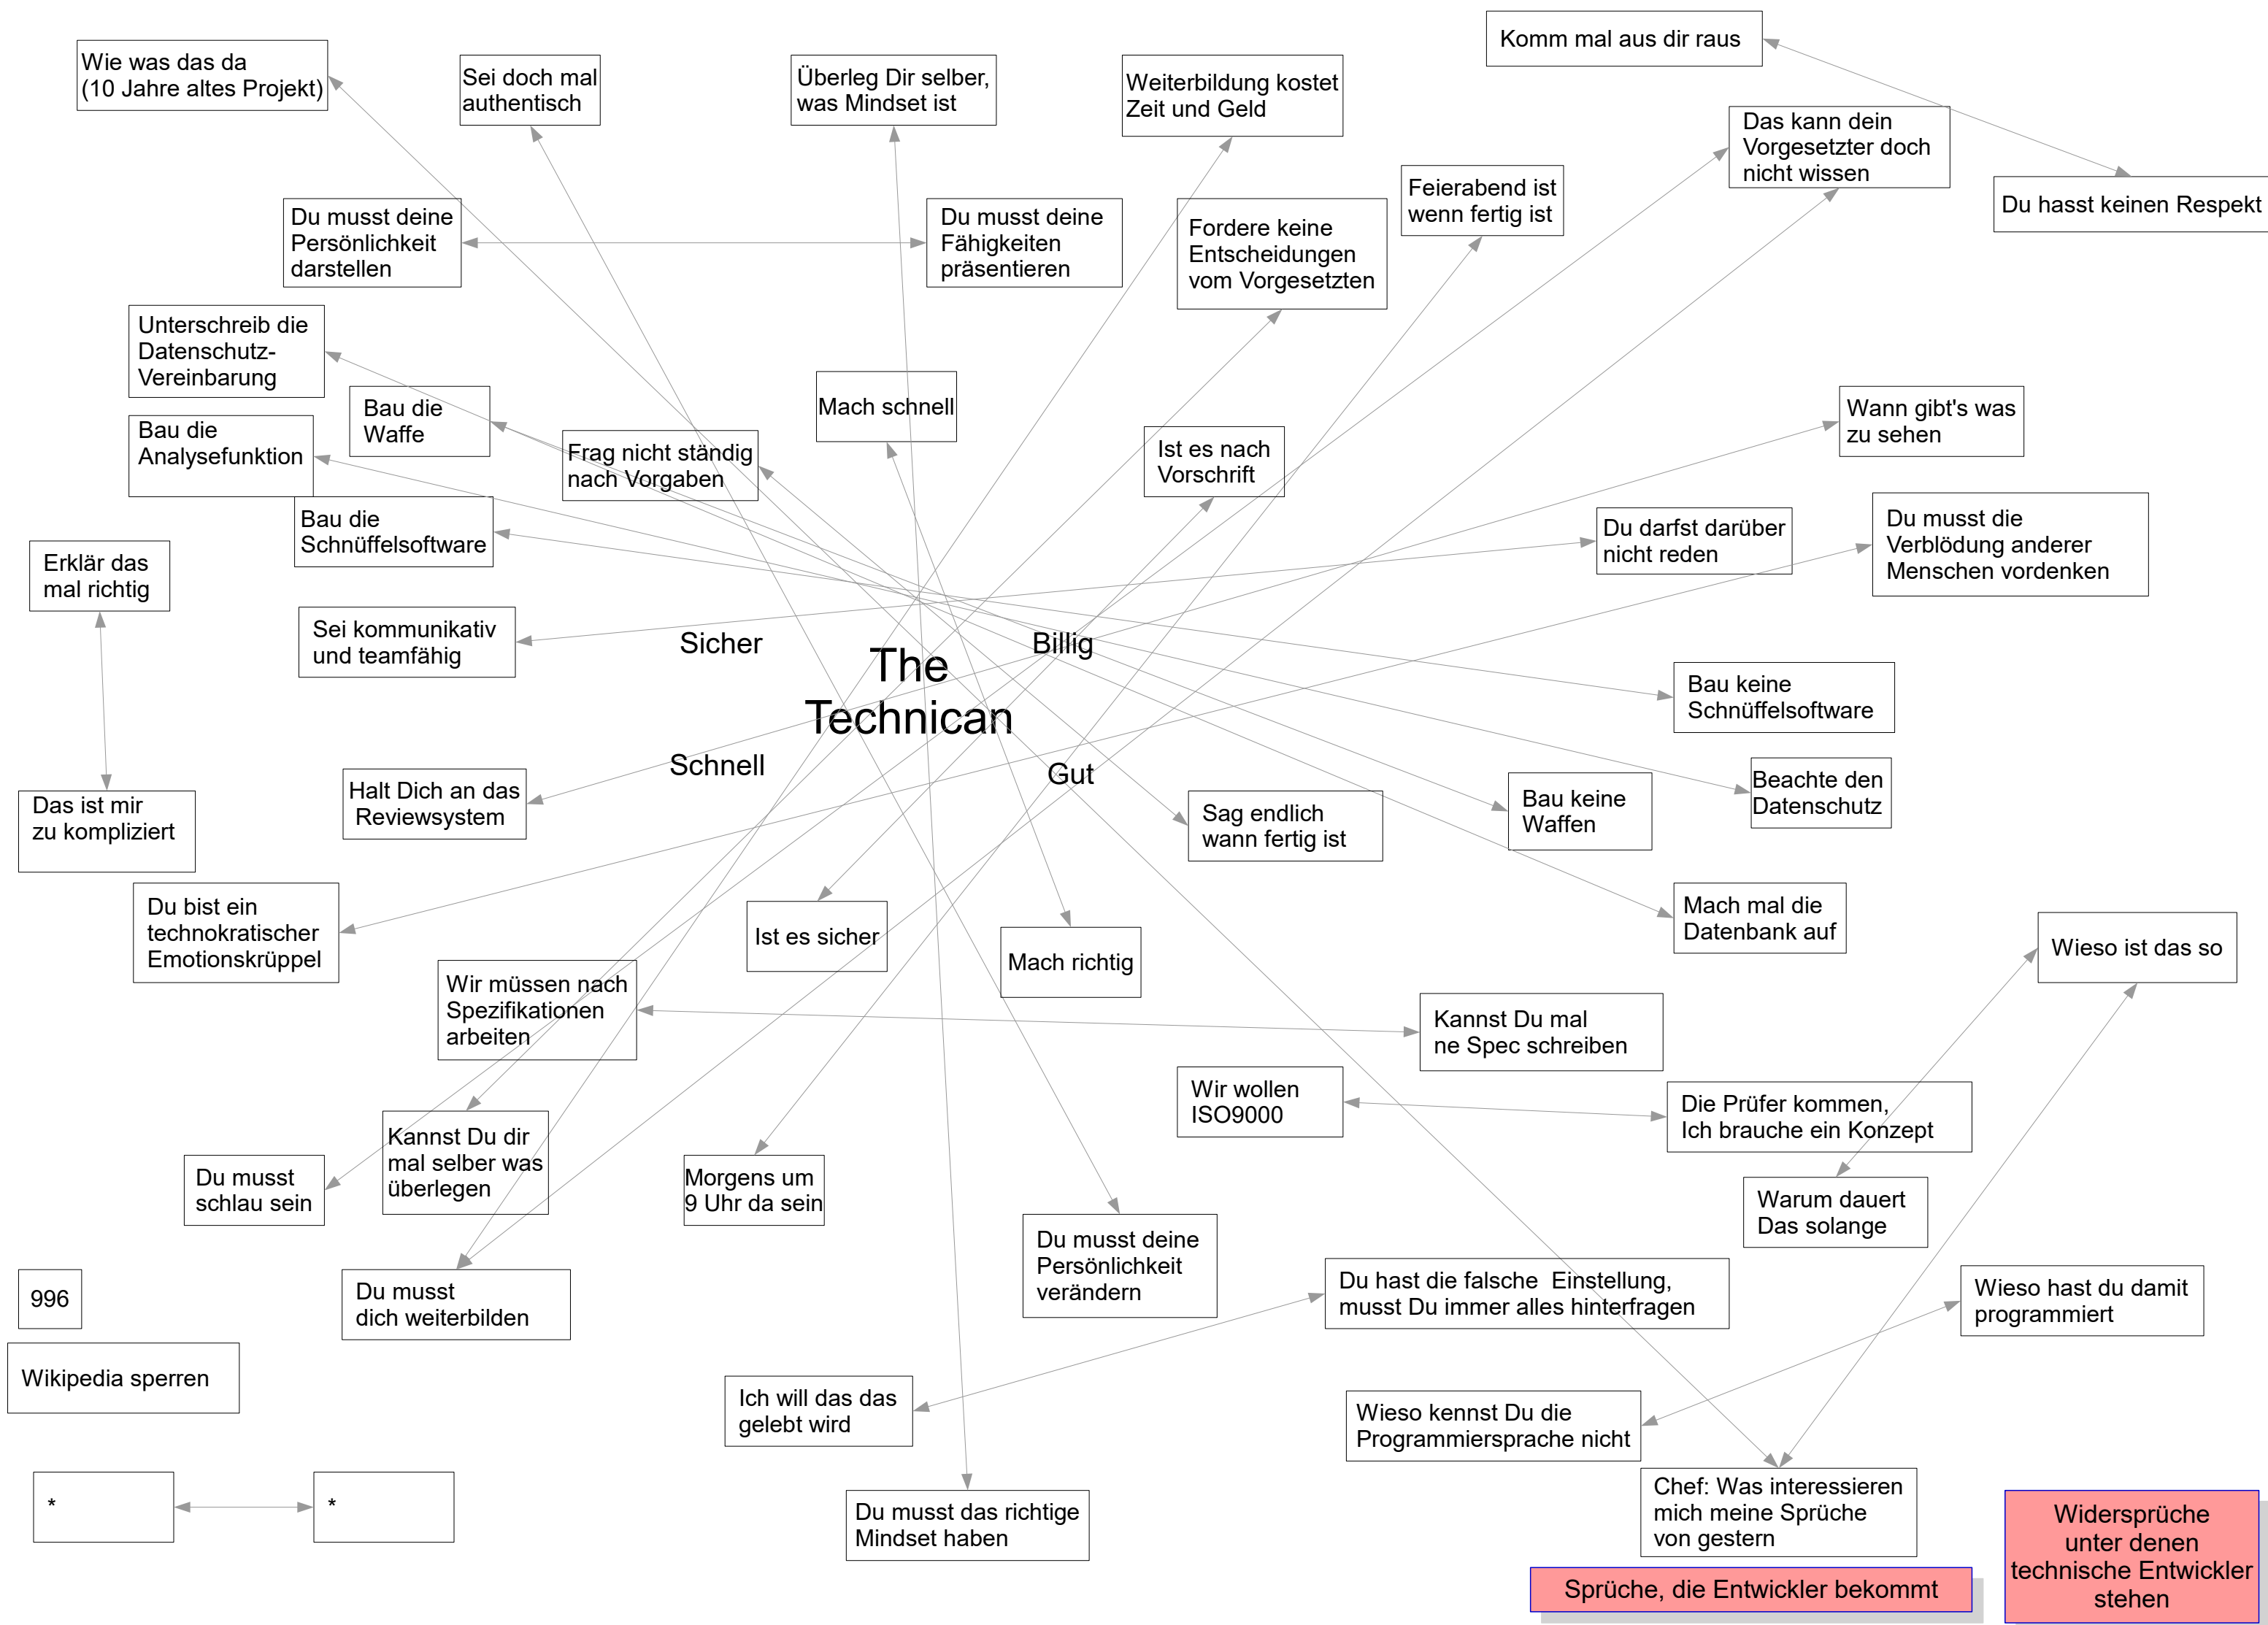 Komm mal aus dir raus
Wie was das da
(10 Jahre altes Projekt)
Sei doch mal
authentisch
Überleg Dir selber,
was Mindset ist
Weiterbildung kostet
Zeit und Geld
Das kann dein
Vorgesetzter doch
nicht wissen
Feierabend ist
wenn fertig ist
Du hasst keinen Respekt
Du musst deine
Persönlichkeit
darstellen
Du musst deine
Fähigkeiten
präsentieren
Fordere keine
Entscheidungen
vom Vorgesetzten
Unterschreib die
Datenschutz-
Vereinbarung
Bau die
Waffe
Mach schnell
Wann gibt's was
zu sehen
Bau die
Analysefunktion
Frag nicht ständig
nach Vorgaben
Ist es nach
Vorschrift
Bau die
Schnüffelsoftware
Du darfst darüber
nicht reden
Du musst die
Verblödung anderer
Menschen vordenken
Erklär das
mal richtig
Sei kommunikativ
und teamfähig
Sicher
Billig
The
Technican
Schnell
Gut
Bau keine
Schnüffelsoftware
Halt Dich an das
Reviewsystem
Das ist mir
zu kompliziert
Sag endlich
wann fertig ist
Bau keine
Waffen
Beachte den
Datenschutz
Du bist ein
technokratischer
Emotionskrüppel
Ist es sicher
Mach richtig
Mach mal die
Datenbank auf
Wieso ist das so
Wir müssen nach
Spezifikationen
arbeiten
Kannst Du mal
ne Spec schreiben
Wir wollen
ISO9000
Die Prüfer kommen,
Ich brauche ein Konzept
Kannst Du dir
mal selber was
überlegen
Du musst
schlau sein
Morgens um
9 Uhr da sein
Warum dauert
Das solange
Du musst deine
Persönlichkeit
verändern
996
Du musst
dich weiterbilden
Du hast die falsche  Einstellung,
musst Du immer alles hinterfragen
Wieso hast du damit
programmiert
Wikipedia sperren
Ich will das das
gelebt wird
Wieso kennst Du die
Programmiersprache nicht
*
*
Du musst das richtige
Mindset haben
Chef: Was interessieren
mich meine Sprüche
von gestern
Sprüche, die Entwickler bekommt
Widersprüche
unter denen
technische Entwickler
stehen